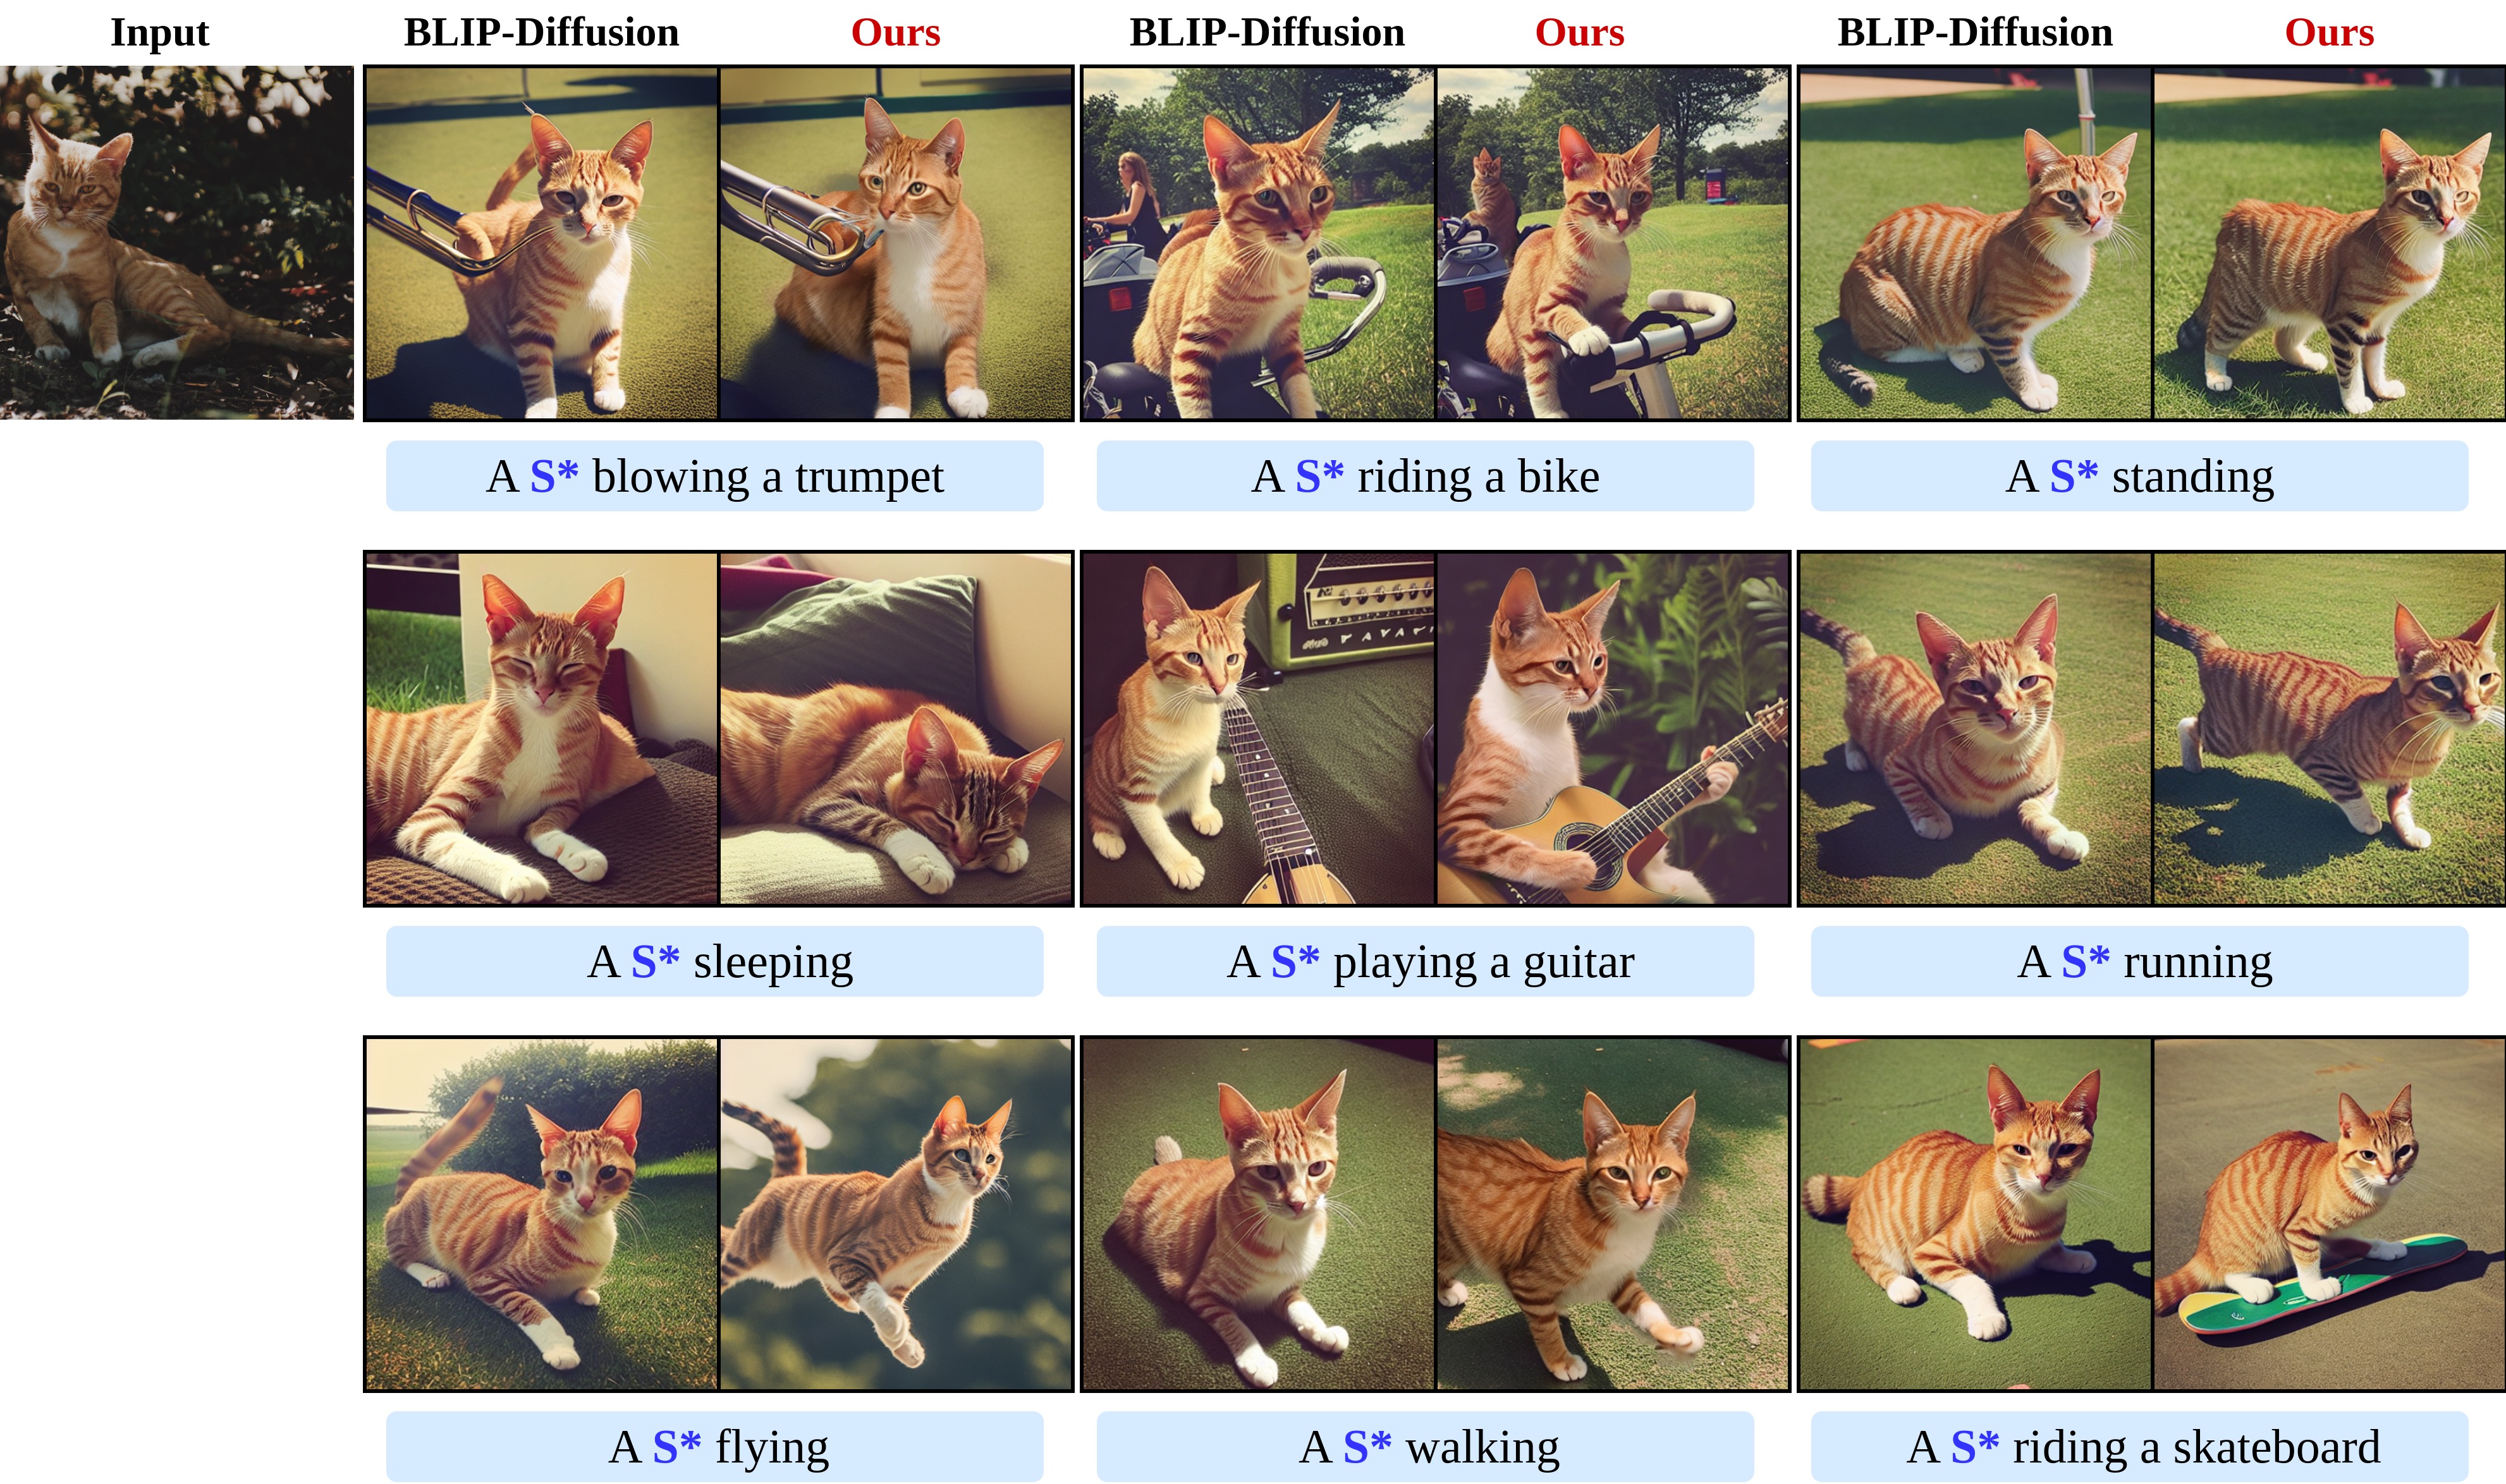 Input BLIP-Diffusion Ours BLIP-Diffusion Ours BLIP-Diffusion Ours
A S* blowing a trumpet
A S* riding a bike
A S* standing
A S* sleeping
A S* playing a guitar
A S* running
A S* flying
A S* walking
A S* riding a skateboard